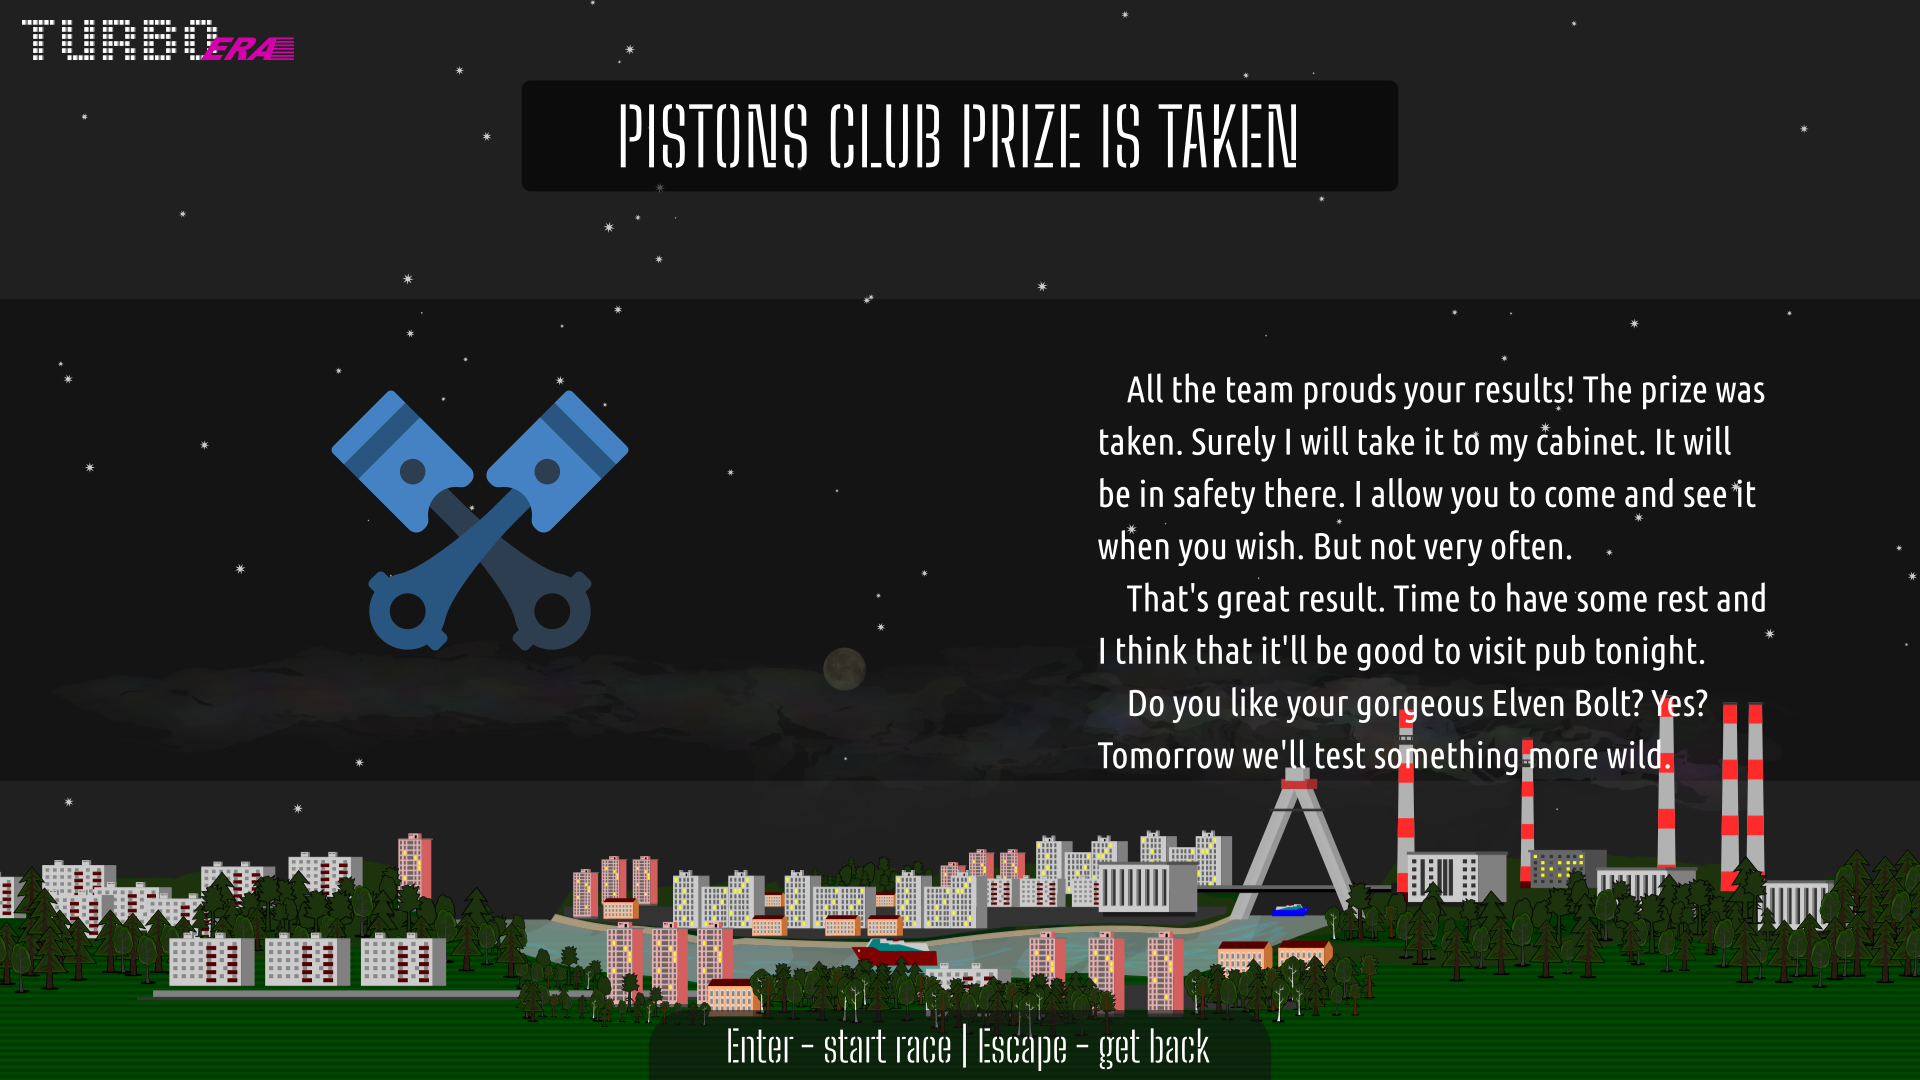 TURBO ERA
PISTONS CLUB PRIZE IS TAKEN
All the team prouds your results! The prize was
taken. Surely I will take it to my cabinet. It will
be in safety there. I allow you to come and see it
when you wish. But not very often.
That's great result. Time to have some rest and
I think that it'll be good to visit pub tonight.
Do you like your gorgeous Elven Bolt? Yes?
Tomorrow we'll test something more wild.
Enter - start race | Escape - get back